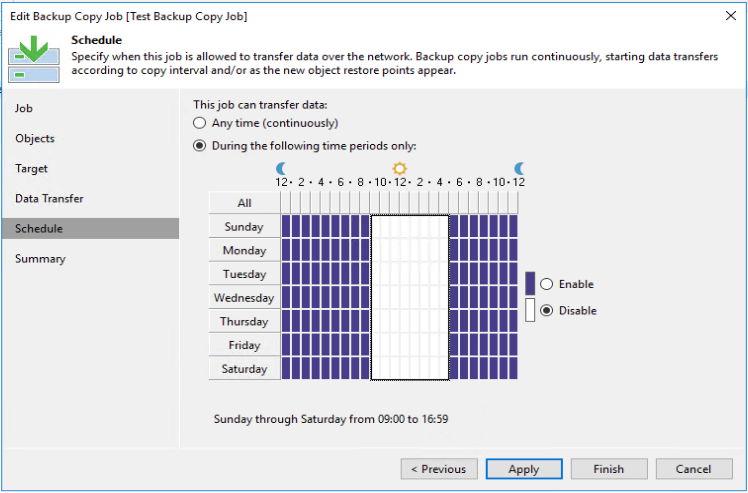 Edit Backup Copy Job [Test Backup Copy Job]
Schedule
Specify when this job is allowed to transfer data over the network. Backup copy jobs run continuously, starting data transfers
according to copy interval and/or as the new object restore points appear.
Job
Objects
Target
Data Transfer
Schedule
Summary
This job can transfer data:
Any time (continuously)
During the following time periods only:
12 · 2 · 4 · 6 · 8 · 10 · 12 · 2 · 4 · 6 · 8 · 10 · 12
All
Sunday
Monday
Tuesday
Wednesday
Thursday
Friday
Saturday
Enable
Disable
Sunday through Saturday from 09:00 to 16:59
< Previous
Apply
Finish
Cancel